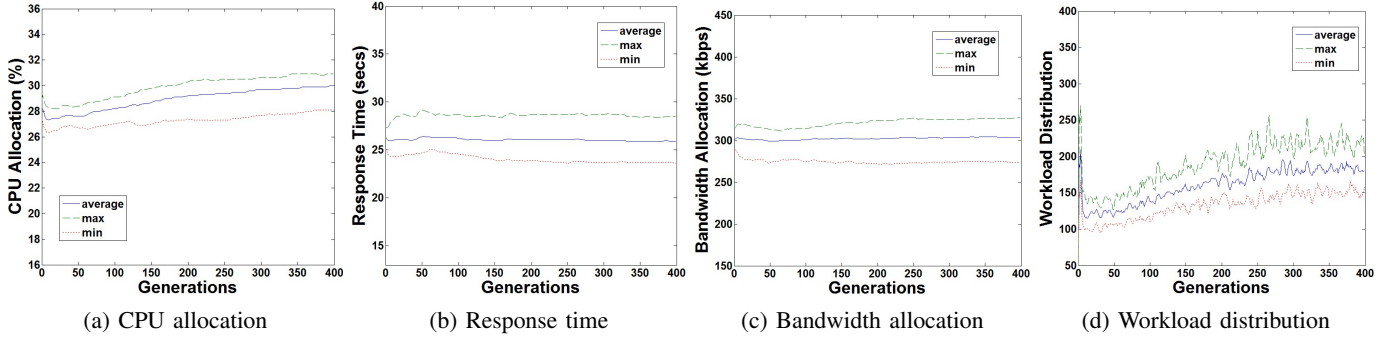 36
34
32
30
28
26
24
22
20
18
16
CPU Allocation (%)
average
max
min
0 50 100 150 200 250 300 350 400
Generations
(a) CPU allocation
40
35
30
25
20
15
Response Time (secs)
average
max
min
0 50 100 150 200 250 300 350 400
Generations
(b) Response time
450
400
350
300
250
200
150
Bandwidth Allocation (kbps)
average
max
min
0 50 100 150 200 250 300 350 400
Generations
(c) Bandwidth allocation
400
350
300
250
200
150
100
50
Workload Distribution
average
max
min
0 50 100 150 200 250 300 350 400
Generations
(d) Workload distribution